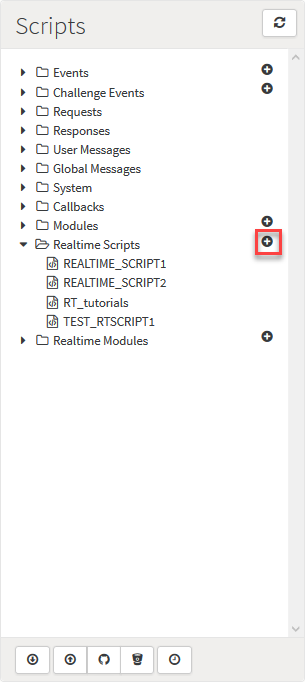 Scripts
Events
Challenge Events
Requests
Responses
User Messages
Global Messages
System
Callbacks
Modules
Realtime Scripts
REALTIME_SCRIPT1
REALTIME_SCRIPT2
RT_tutorials
TEST_RTSCRIPT1
Realtime Modules